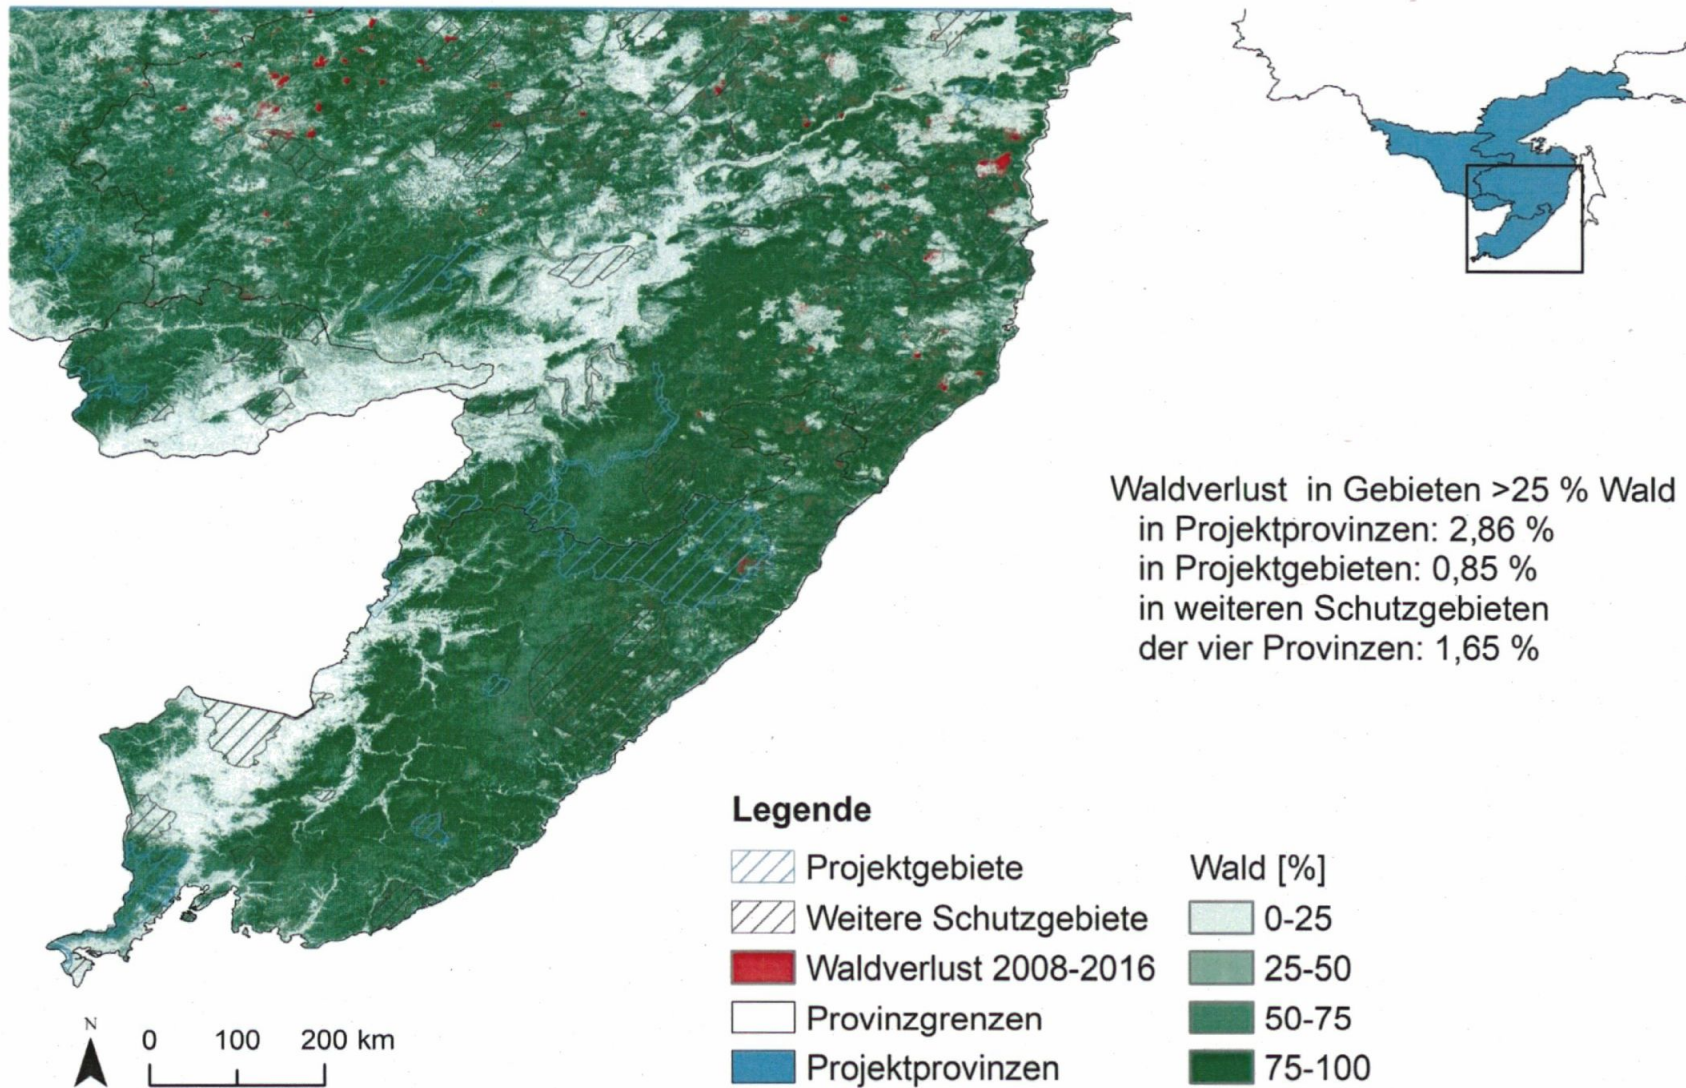 Waldverlust in Gebieten >25 % Wald
in Projektprovinzen: 2,86 %
in Projektgebieten: 0,85 %
in weiteren Schutzgebieten
der vier Provinzen: 1,65 %
Legende
Projektgebiete
Weitere Schutzgebiete
Waldverlust 2008-2016
Provinzgrenzen
Projektprovinzen
Wald [%]
0-25
25-50
50-75
75-100
N
0 100 200 km